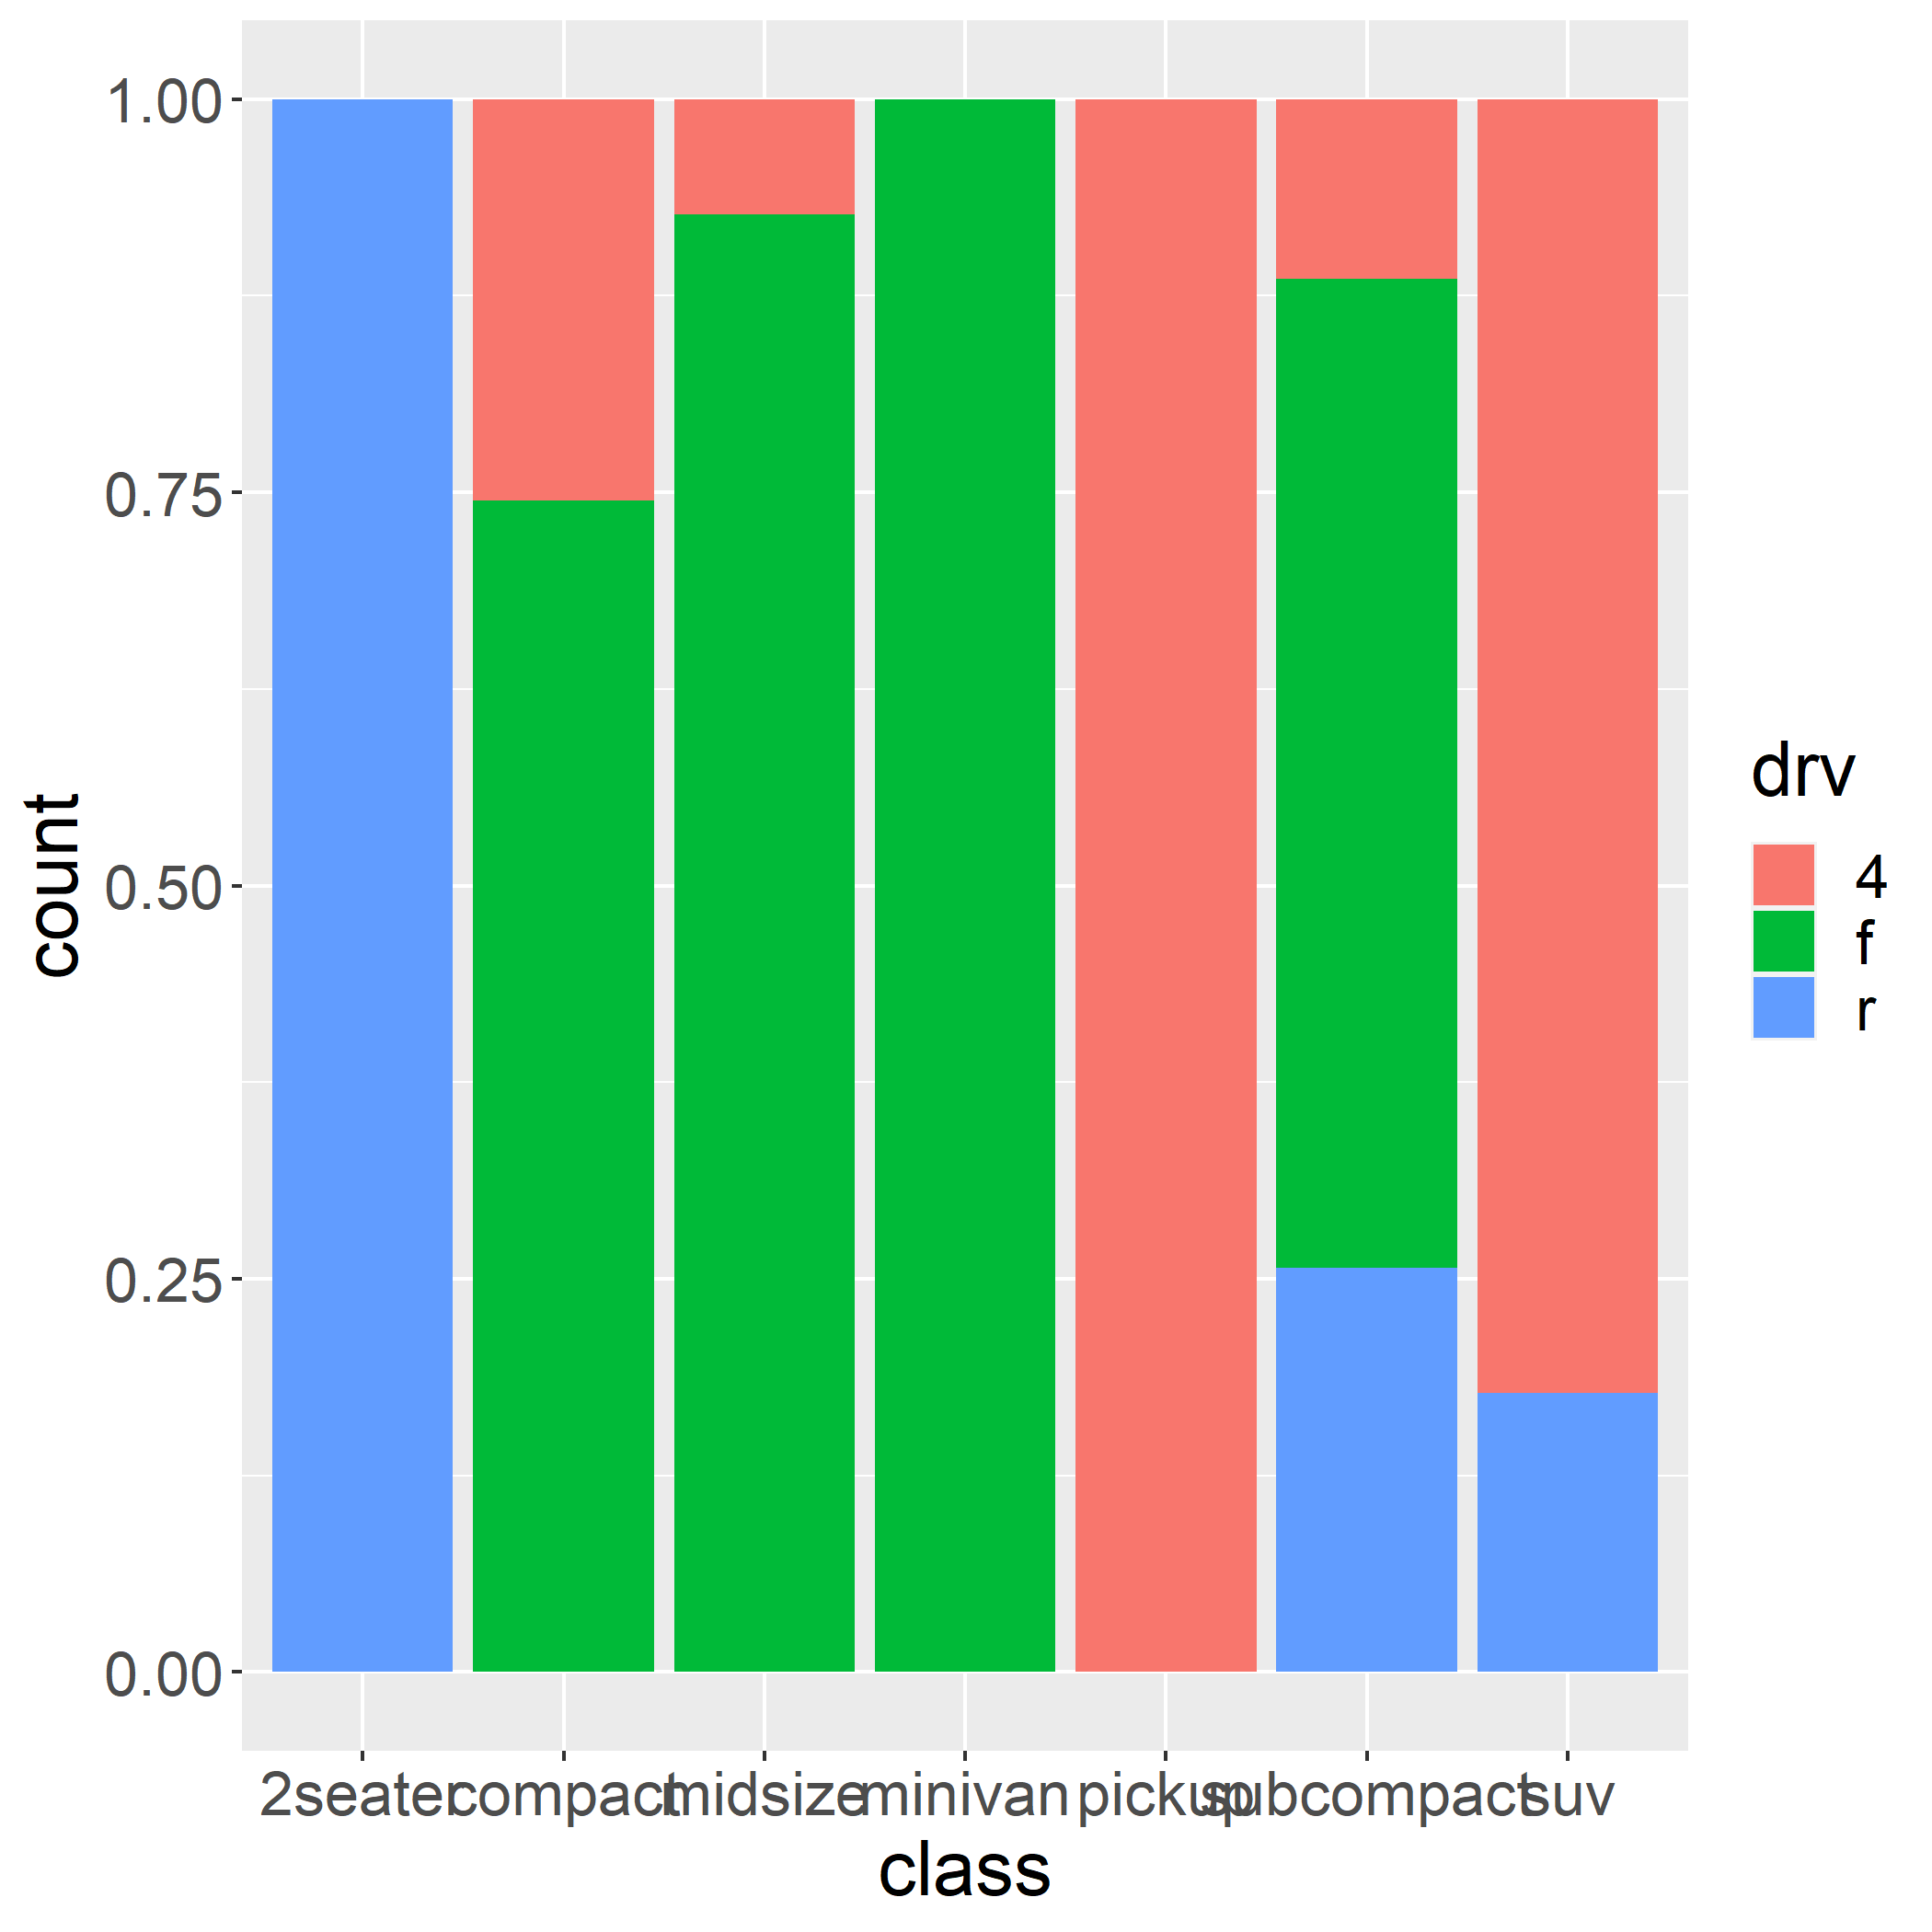 1.00
0.75
0.50
0.25
0.00
count
2seater compact midsize minivan pickup subcompact suv
class
drv
4
f
r